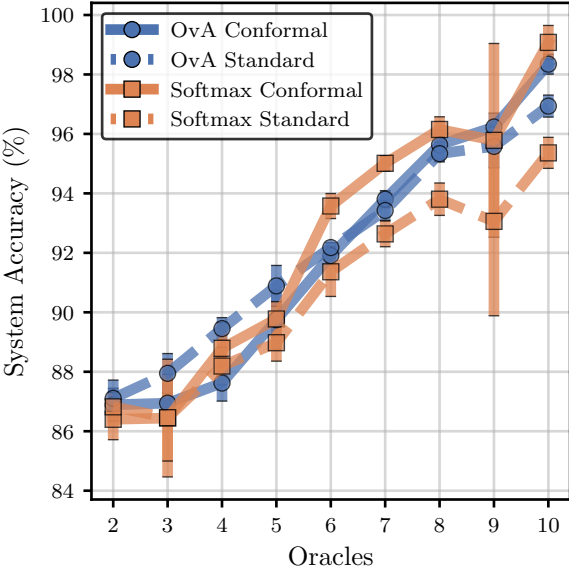 100
98
96
94
92
90
88
86
84
System Accuracy (%)
OvA Conformal
OvA Standard
Softmax Conformal
Softmax Standard
2 3 4 5 6 7 8 9 10
Oracles